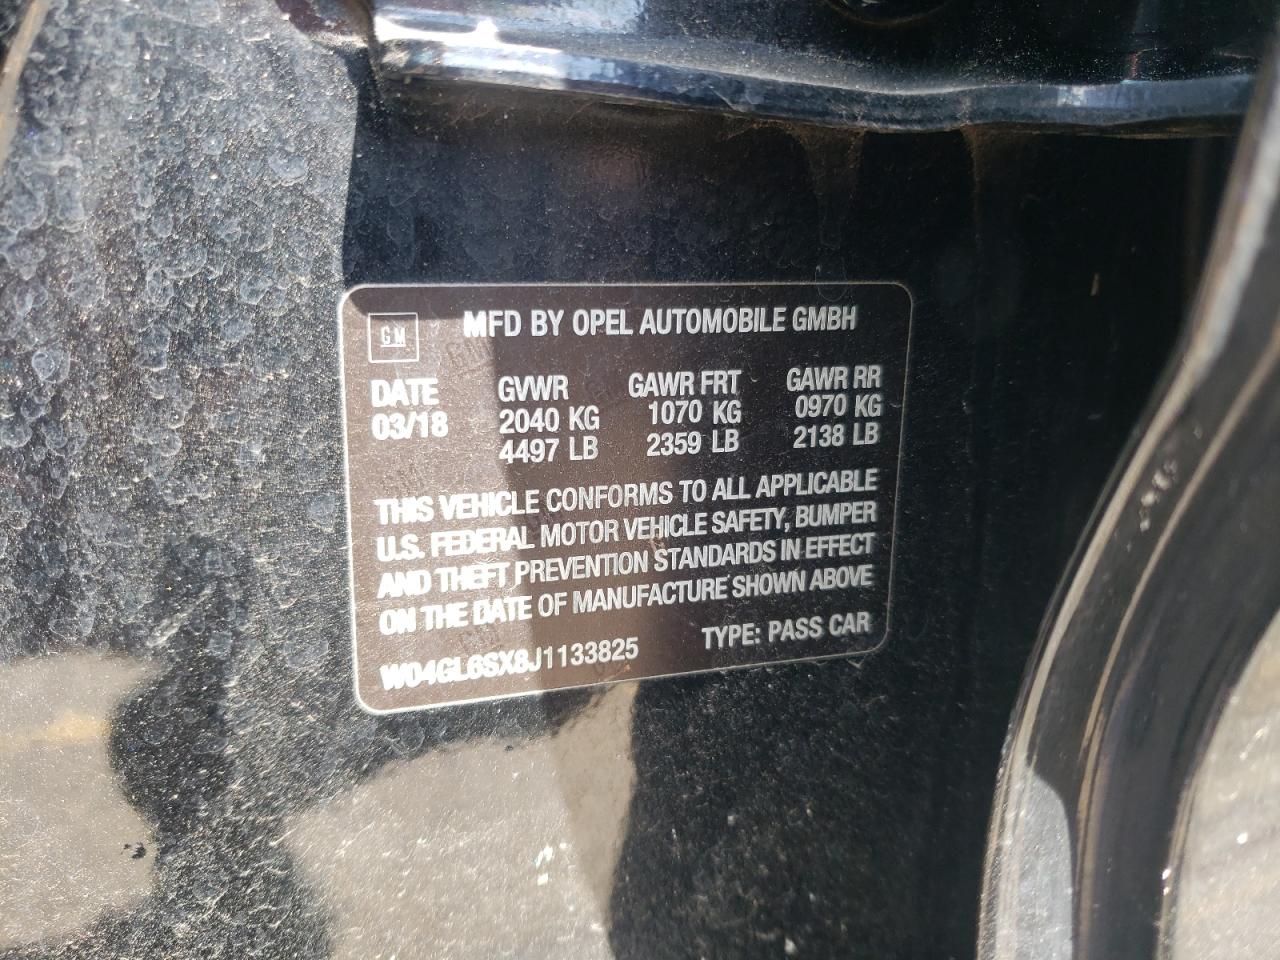 GM MFD BY OPEL AUTOMOBILE GMBH
DATE GVWR GAWR FRT GAWR RR
03/18 2040 KG 1070 KG 0970 KG
4497 LB 2359 LB 2138 LB
THIS VEHICLE CONFORMS TO ALL APPLICABLE
U.S. FEDERAL MOTOR VEHICLE SAFETY, BUMPER
AND THEFT PREVENTION STANDARDS IN EFFECT
ON THE DATE OF MANUFACTURE SHOWN ABOVE
W04GL6SX8J1133825 TYPE: PASS CAR